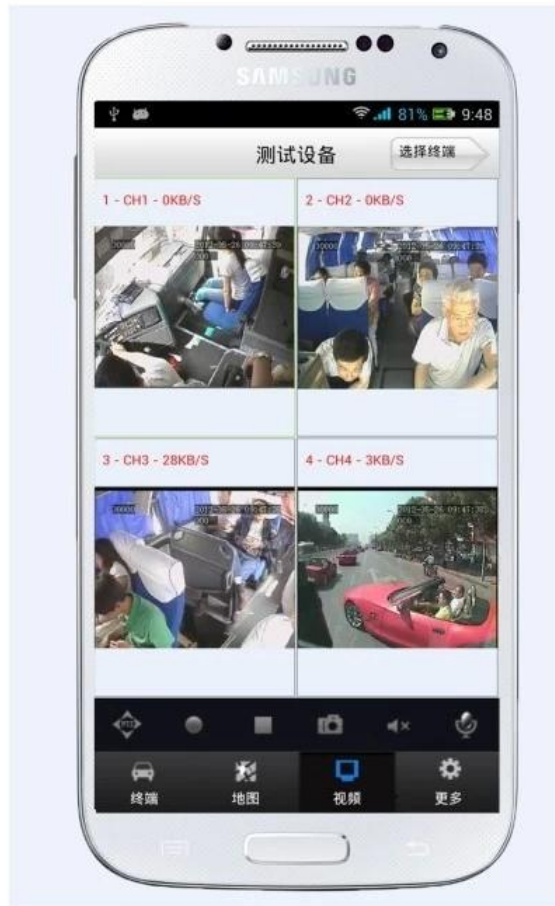 SAMSUNG
81% 9:48
测试设备 选择终端
1 - CH1 - 0KB/S
2 - CH2 - 0KB/S
3 - CH3 - 28KB/S
4 - CH4 - 3KB/S
PTZ
终端 地图 视频 更多